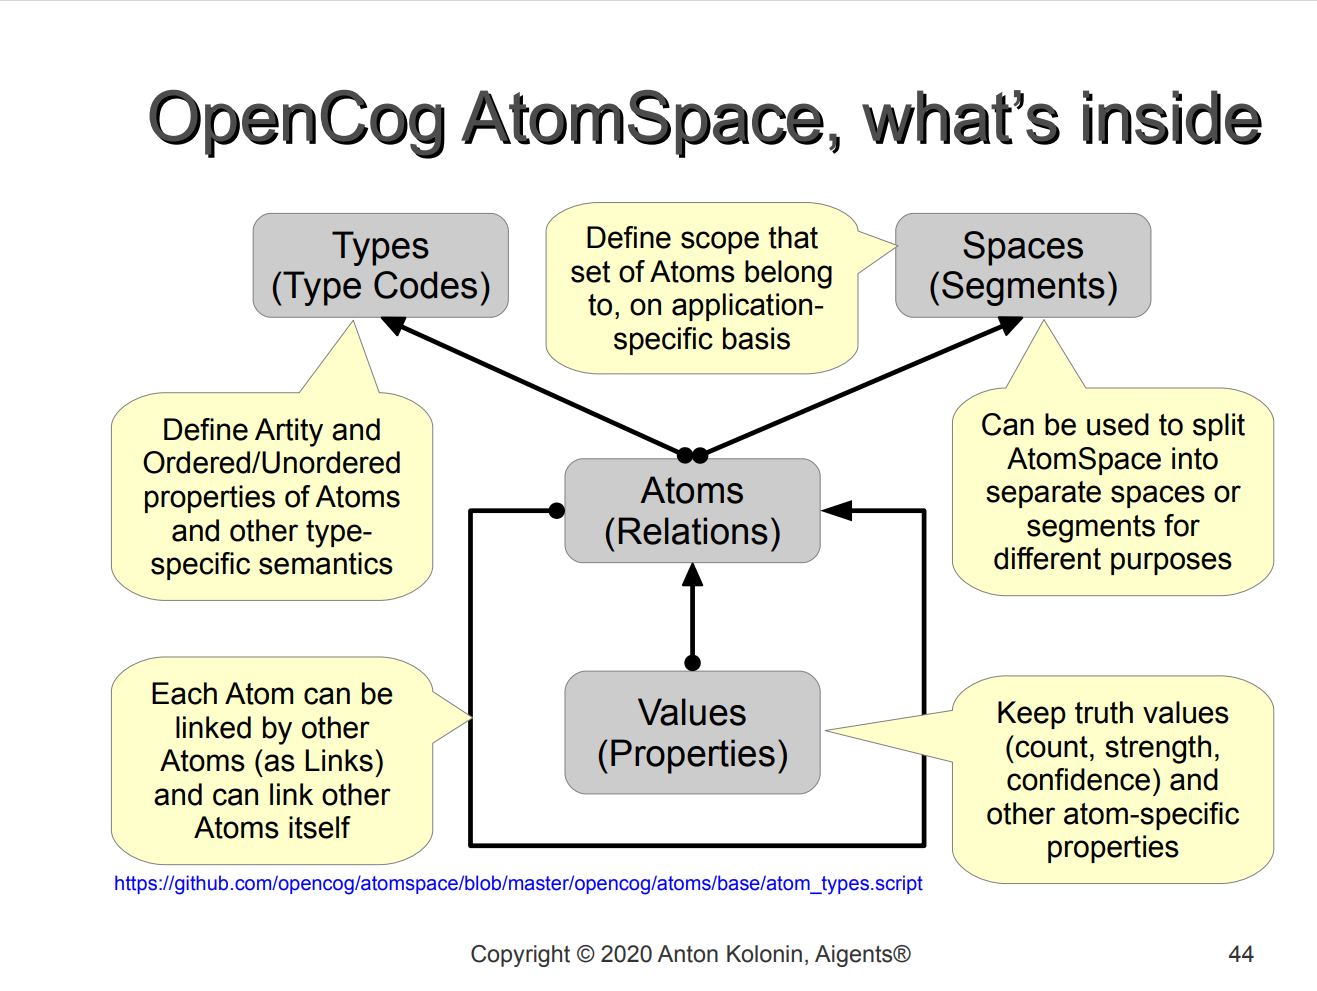 OpenCog AtomSpace, what’s inside
Types
(Type Codes)
Define scope that
set of Atoms belong
to, on application-
specific basis
Spaces
(Segments)
Define Artity and
Ordered/Unordered
properties of Atoms
and other type-
specific semantics
Atoms
(Relations)
Can be used to split
AtomSpace into
separate spaces or
segments for
different purposes
Each Atom can be
linked by other
Atoms (as Links)
and can link other
Atoms itself
Values
(Properties)
Keep truth values
(count, strength,
confidence) and
other atom-specific
properties
https://github.com/opencog/atomspace/blob/master/opencog/atoms/base/atom_types.script
Copyright © 2020 Anton Kolonin, Aigents®
44